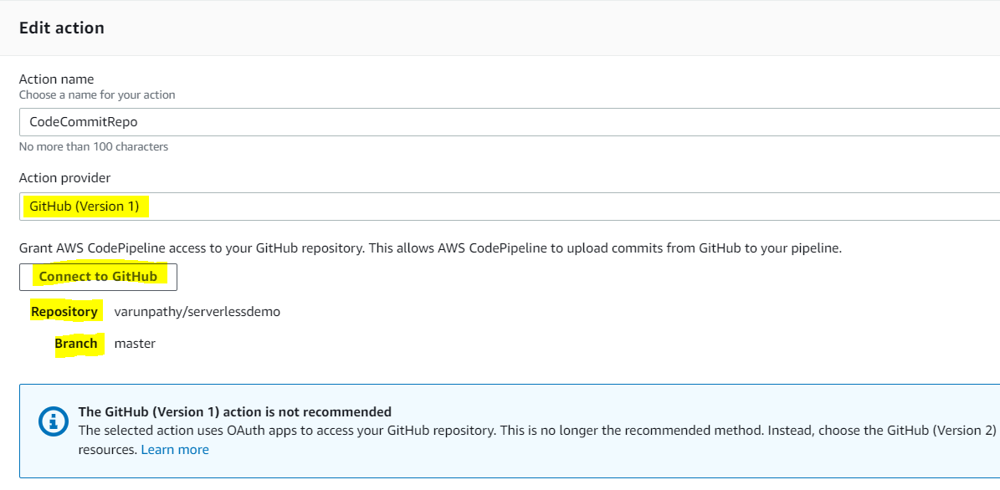 Edit action
Action name
Choose a name for your action
CodeCommitRepo
No more than 100 characters
Action provider
GitHub (Version 1)
Grant AWS CodePipeline access to your GitHub repository. This allows AWS CodePipeline to upload commits from GitHub to your pipeline.
Connect to GitHub
Repository varunpathy/serverlessdemo
Branch master
The GitHub (Version 1) action is not recommended
The selected action uses OAuth apps to access your GitHub repository. This is no longer the recommended method. Instead, choose the GitHub (Version 2)
resources. Learn more